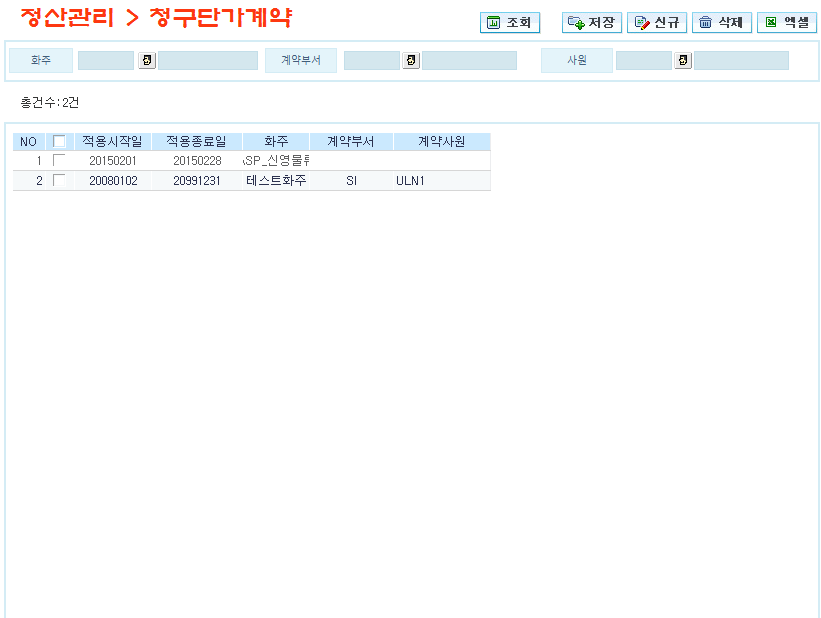 정산관리 > 청구단가계약
조회 저장 신규 삭제 엑셀
화주 계약부서 사원
총건수:2건
NO 적용시작일 적용종료일 화주 계약부서 계약사원
1 20150201 20150228 SP_신영물류
2 20080102 20991231 테스트화주 SI ULN1